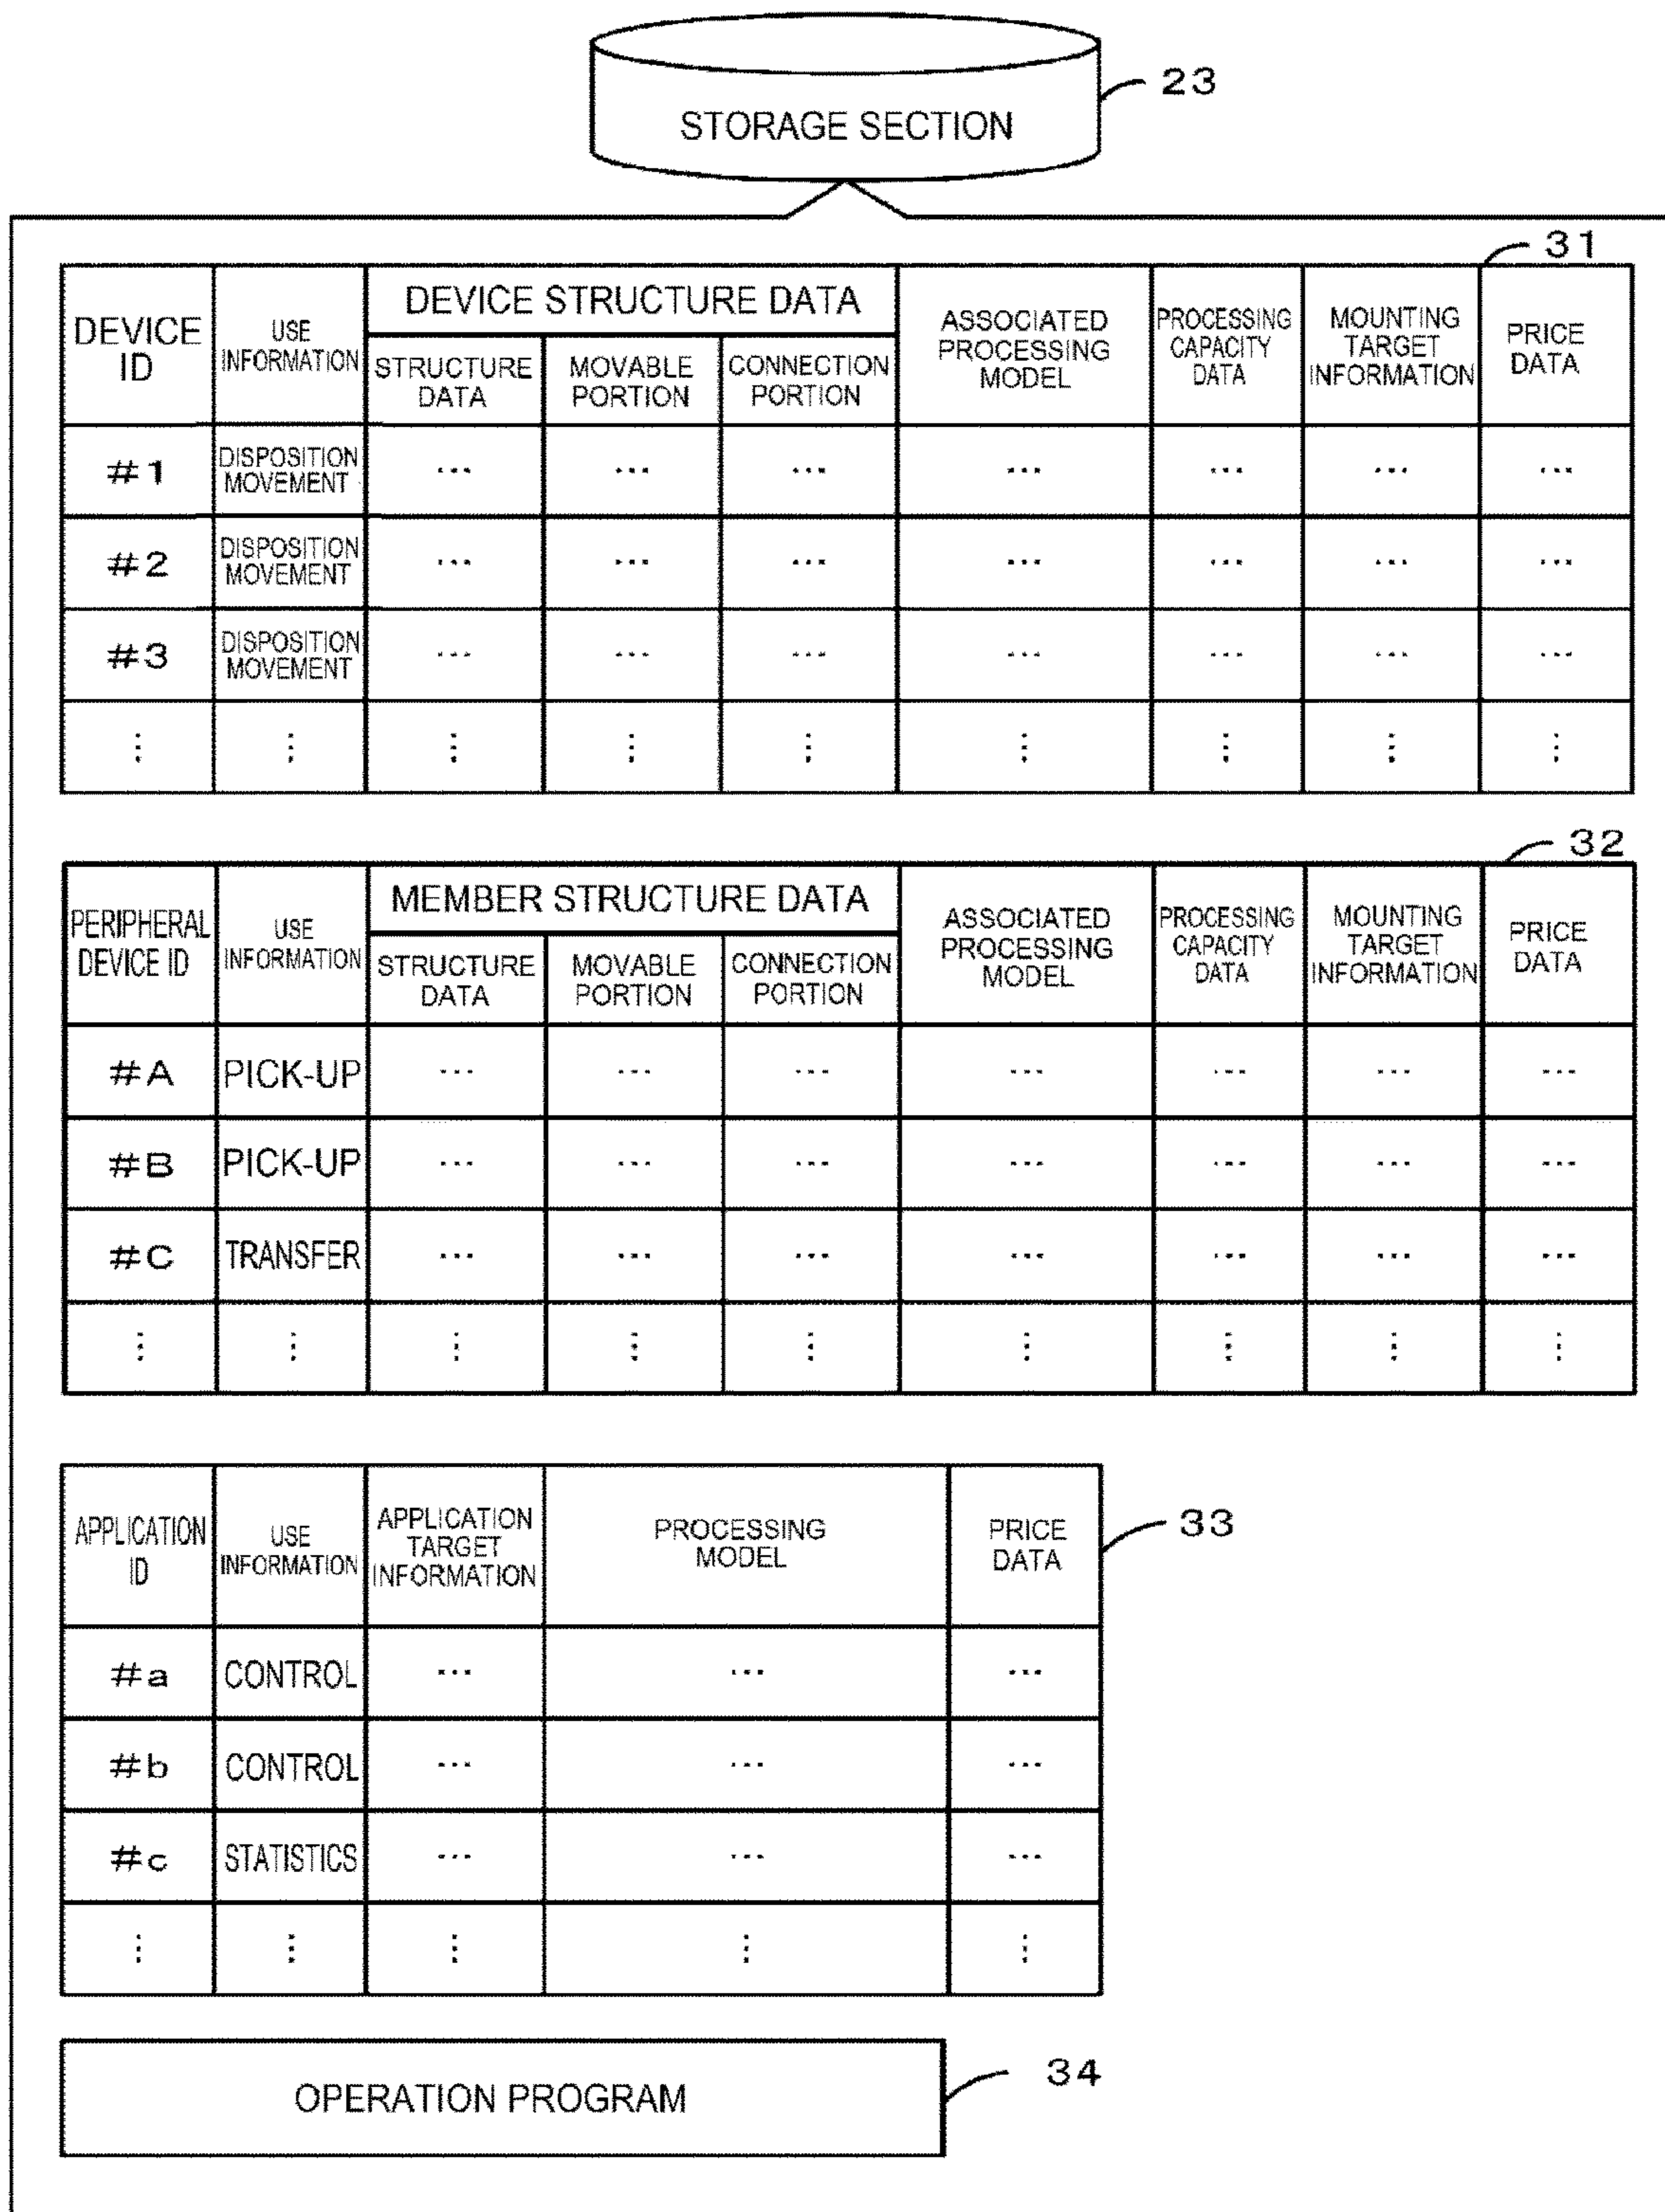 STORAGE SECTION
23
31
DEVICE ID
USE INFORMATION
DEVICE STRUCTURE DATA
STRUCTURE DATA
MOVABLE PORTION
CONNECTION PORTION
ASSOCIATED PROCESSING MODEL
PROCESSING CAPACITY DATA
MOUNTING TARGET INFORMATION
PRICE DATA
#1 DISPOSITION MOVEMENT ... ... ... ... ... ... ...
#2 DISPOSITION MOVEMENT ... ... ... ... ... ... ...
#3 DISPOSITION MOVEMENT ... ... ... ... ... ... ...
⋮ ⋮ ⋮ ⋮ ⋮ ⋮ ⋮ ⋮ ⋮
32
PERIPHERAL DEVICE ID
USE INFORMATION
MEMBER STRUCTURE DATA
STRUCTURE DATA
MOVABLE PORTION
CONNECTION PORTION
ASSOCIATED PROCESSING MODEL
PROCESSING CAPACITY DATA
MOUNTING TARGET INFORMATION
PRICE DATA
#A PICK-UP ... ... ... ... ... ... ...
#B PICK-UP ... ... ... ... ... ... ...
#C TRANSFER ... ... ... ... ... ... ...
⋮ ⋮ ⋮ ⋮ ⋮ ⋮ ⋮ ⋮ ⋮
33
APPLICATION ID
USE INFORMATION
APPLICATION TARGET INFORMATION
PROCESSING MODEL
PRICE DATA
#a CONTROL ... ... ...
#b CONTROL ... ... ...
#c STATISTICS ... ... ...
⋮ ⋮ ⋮ ⋮ ⋮
OPERATION PROGRAM
34